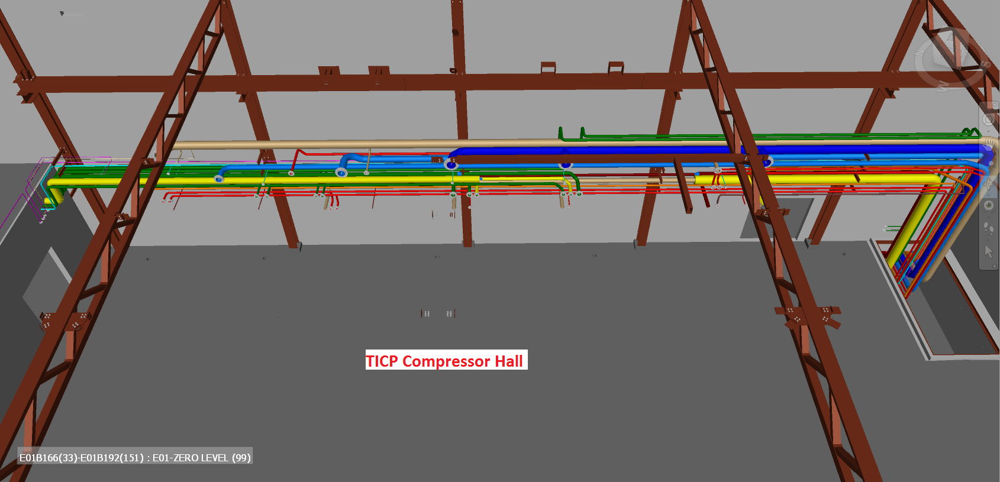 N
S
W
TICP Compressor Hall
E01B166(33)-E01B192(151) : E01-ZERO LEVEL (99)